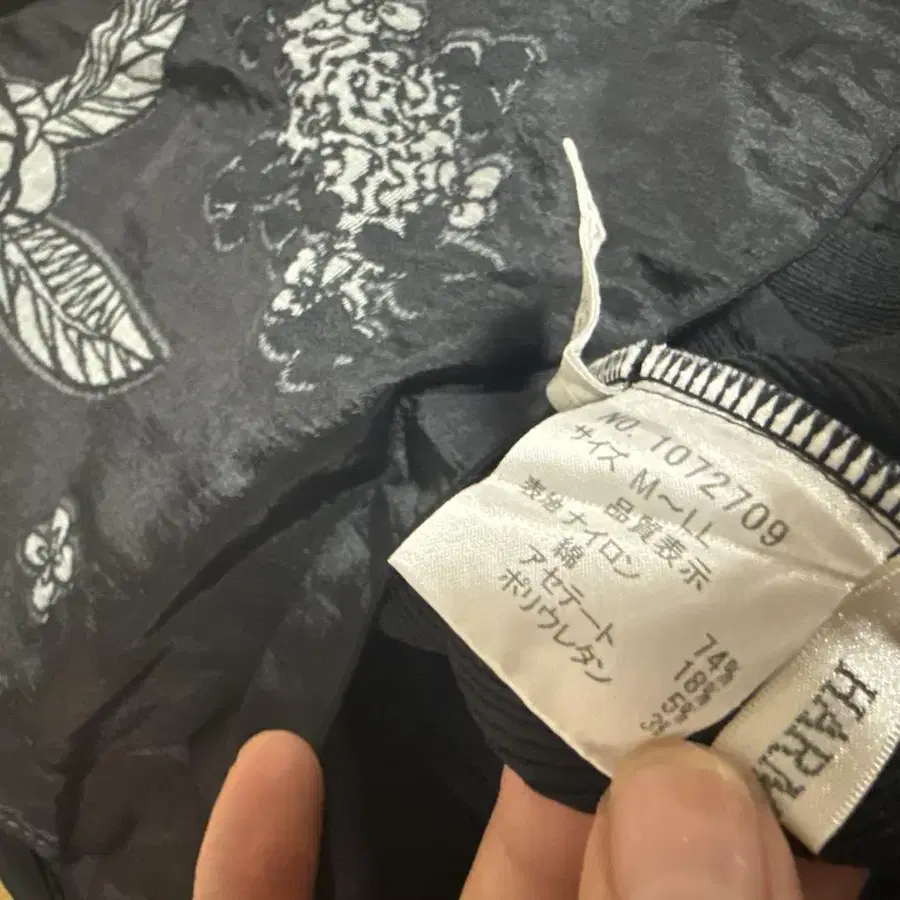 NO. 1072709
サイズ M～LL
品質表示
表地 ナイロン 74%
綿 18%
アセテート 5%
ポリウレタン 3%